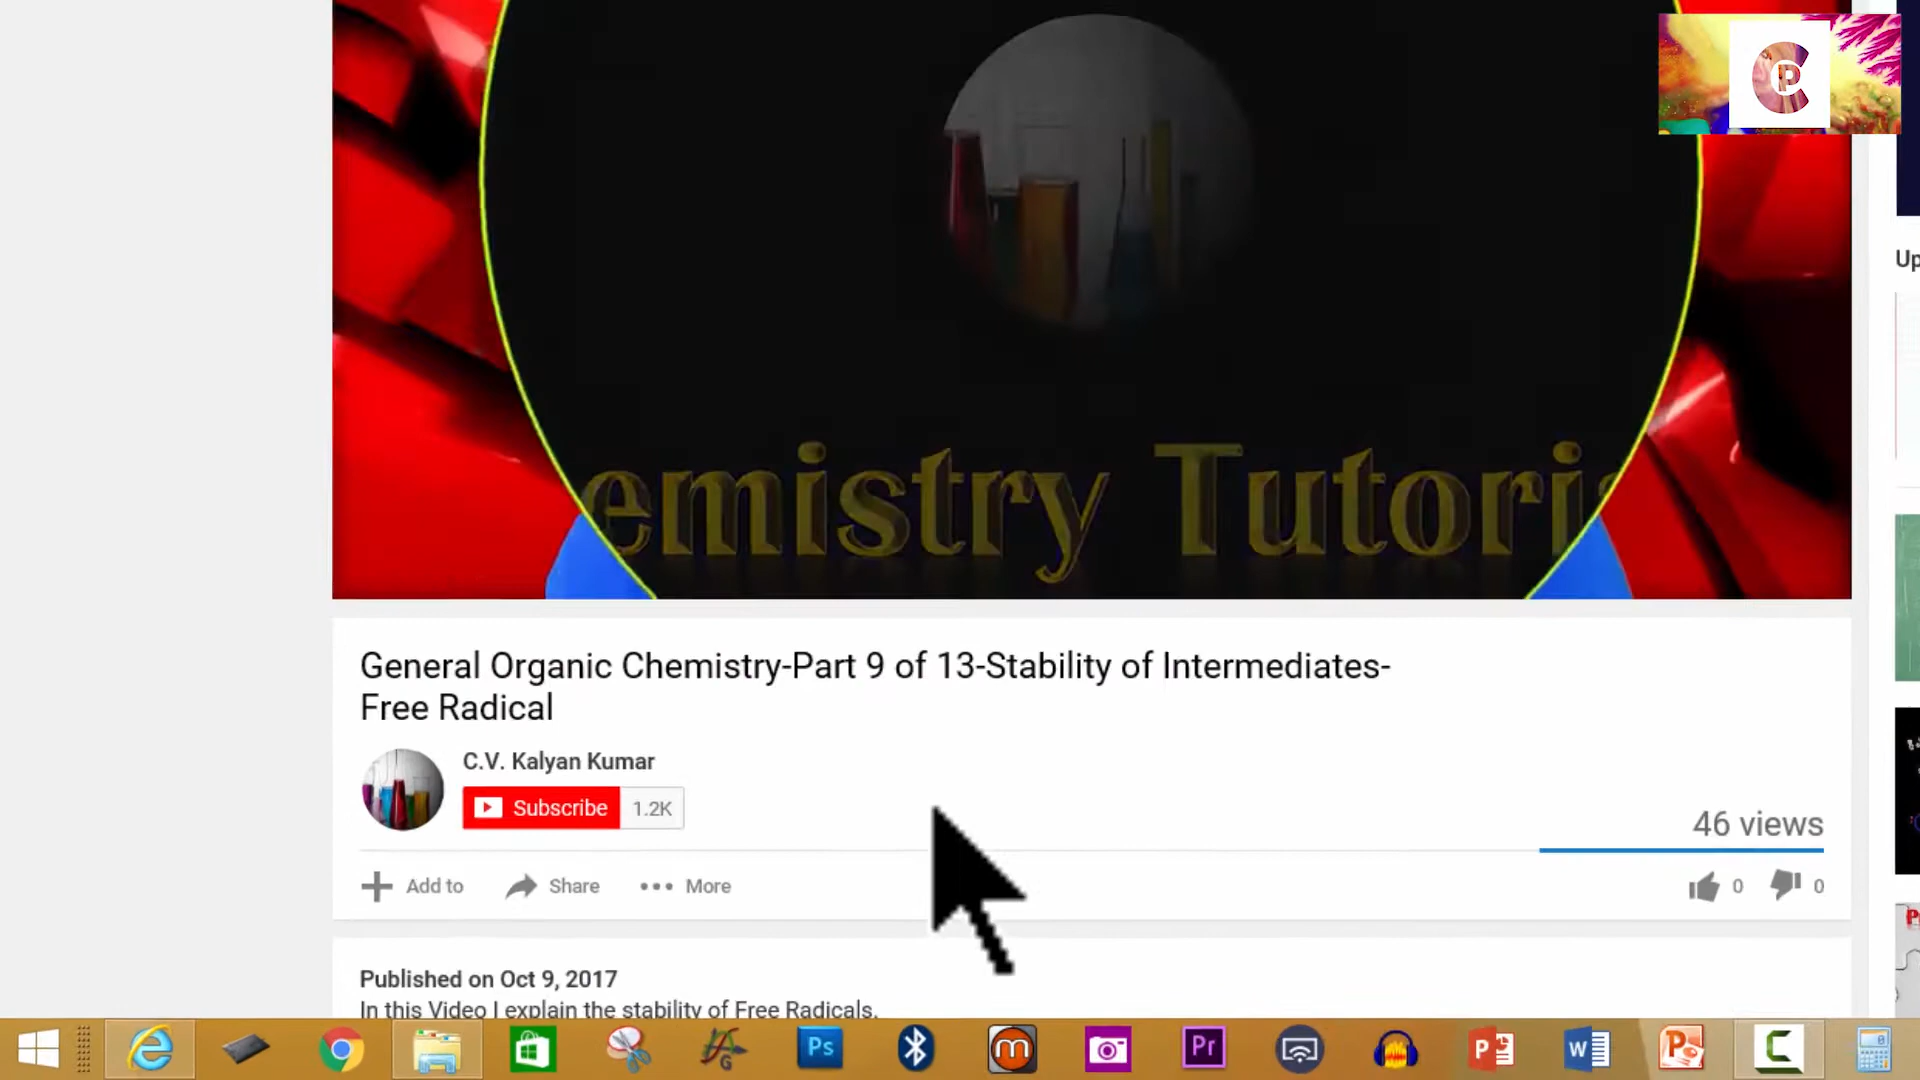 emistry Tutori
General Organic Chemistry-Part 9 of 13-Stability of Intermediates-
Free Radical
C.V. Kalyan Kumar
Subscribe 1.2K
46 views
Add to Share More 0 0
Published on Oct 9, 2017
In this Video I explain the stability of Free Radicals.
Up
Ps
Pr